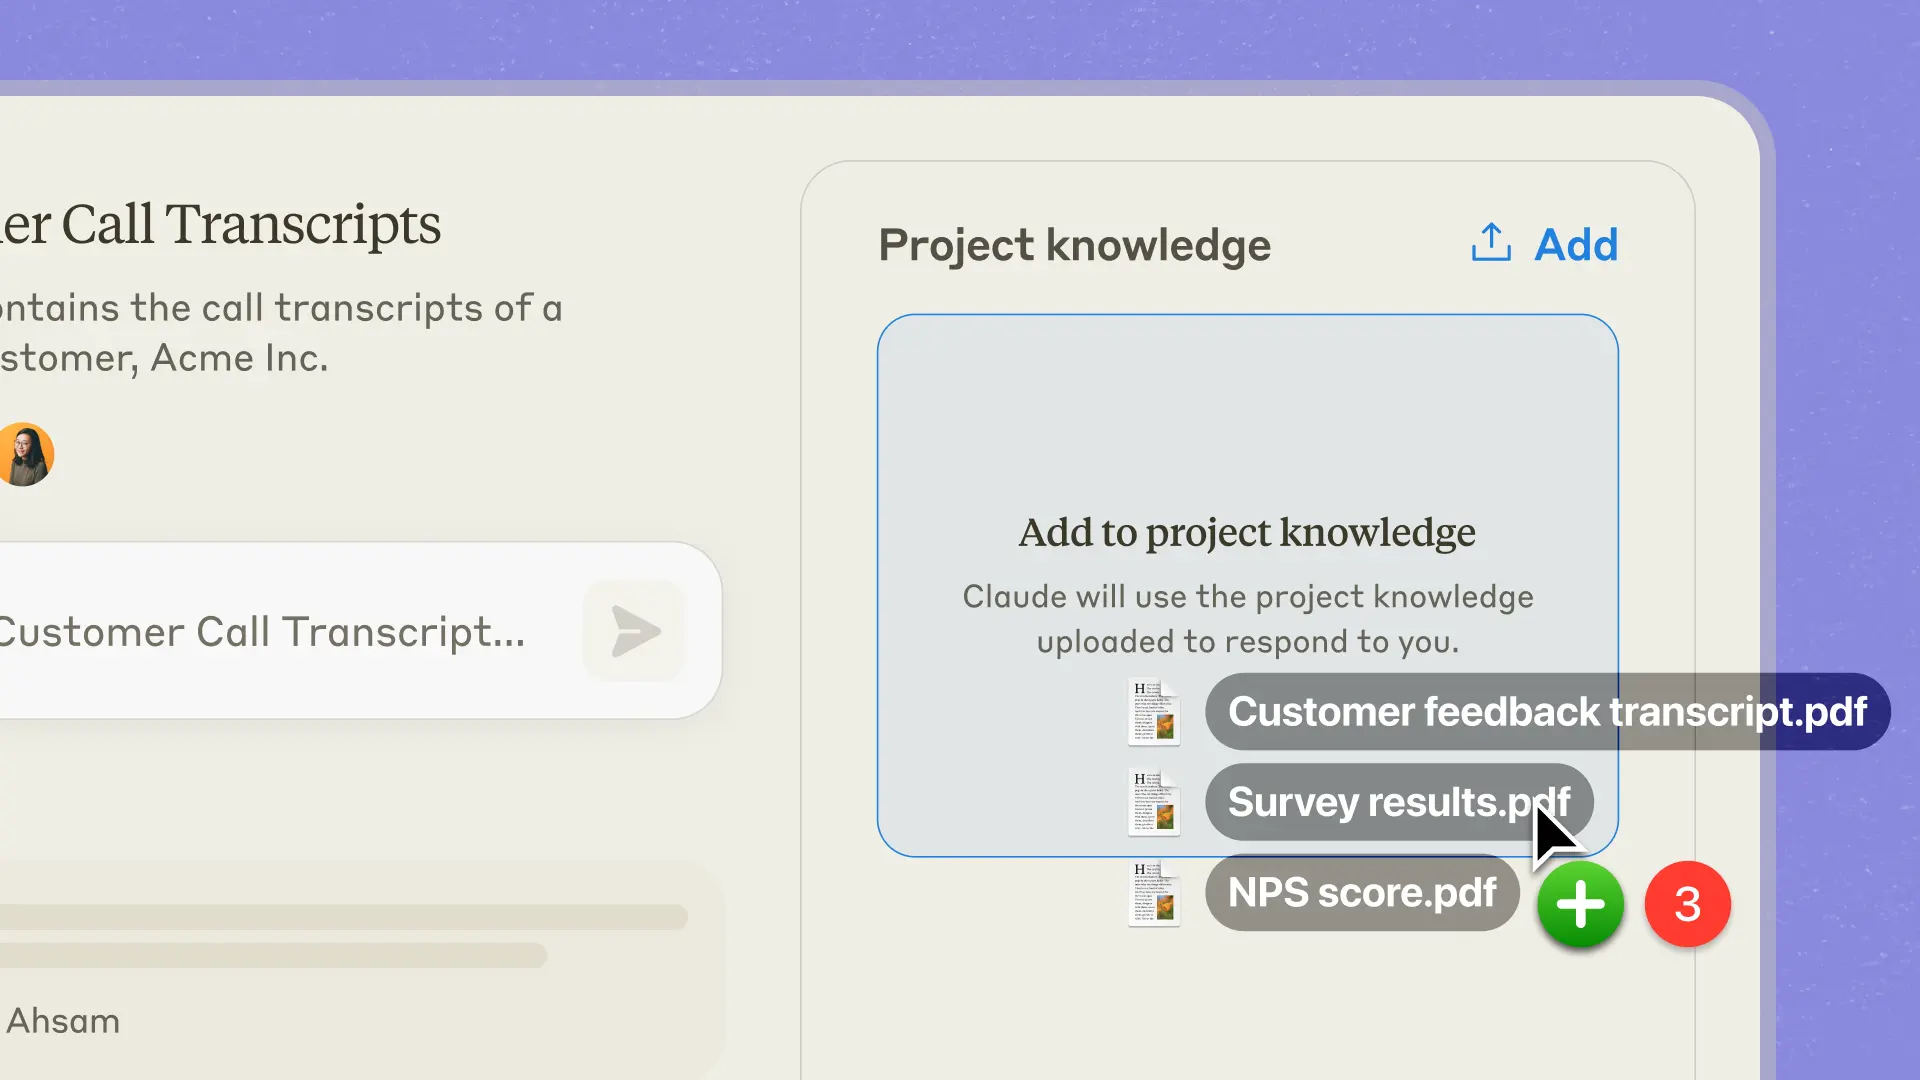 er Call Transcripts
ontains the call transcripts of a
stomer, Acme Inc.
Customer Call Transcript...
Ahsam
Project knowledge
Add
Add to project knowledge
Claude will use the project knowledge
uploaded to respond to you.
Customer feedback transcript.pdf
Survey results.pdf
NPS score.pdf
3